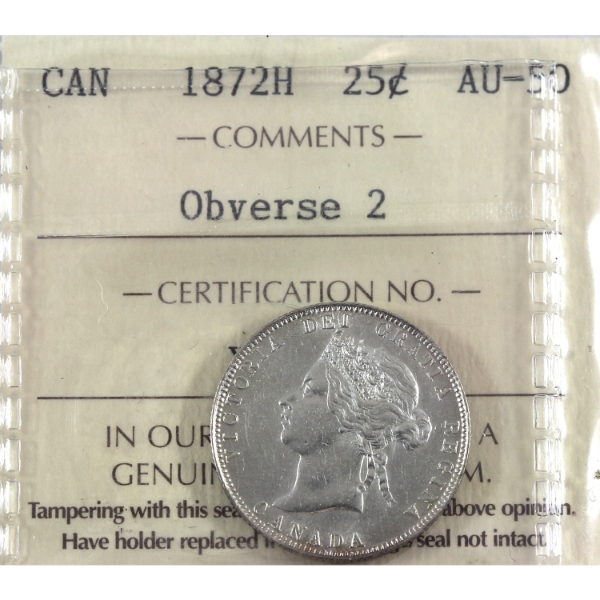 CAN 1872H 25¢ AU-50
— COMMENTS —
Obverse 2
— CERTIFICATION NO. —
IN OUR A
GENUIN M.
Tampering with this sea above opinion.
Have holder replaced seal not intact.
VICTORIA DEI GRATIA REGINA
CANADA